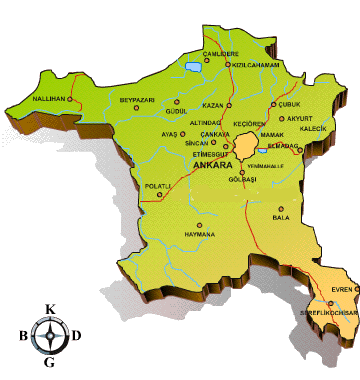 ÇAMLIDERE
KIZILCAHAMAM
NALLIHAN
BEYPAZARI
GÜDÜL
KAZAN
ÇUBUK
ALTINDAĞ
KEÇİÖREN
AKYURT
KALECİK
AYAŞ
ÇANKAYA
MAMAK
SİNCAN
ETİMESGUT
ELMADAĞ
ANKARA
YENİMAHALLE
GÖLBAŞI
POLATLI
BALA
HAYMANA
EVREN
ŞEREFLİKOÇHİSAR
K
B
D
G